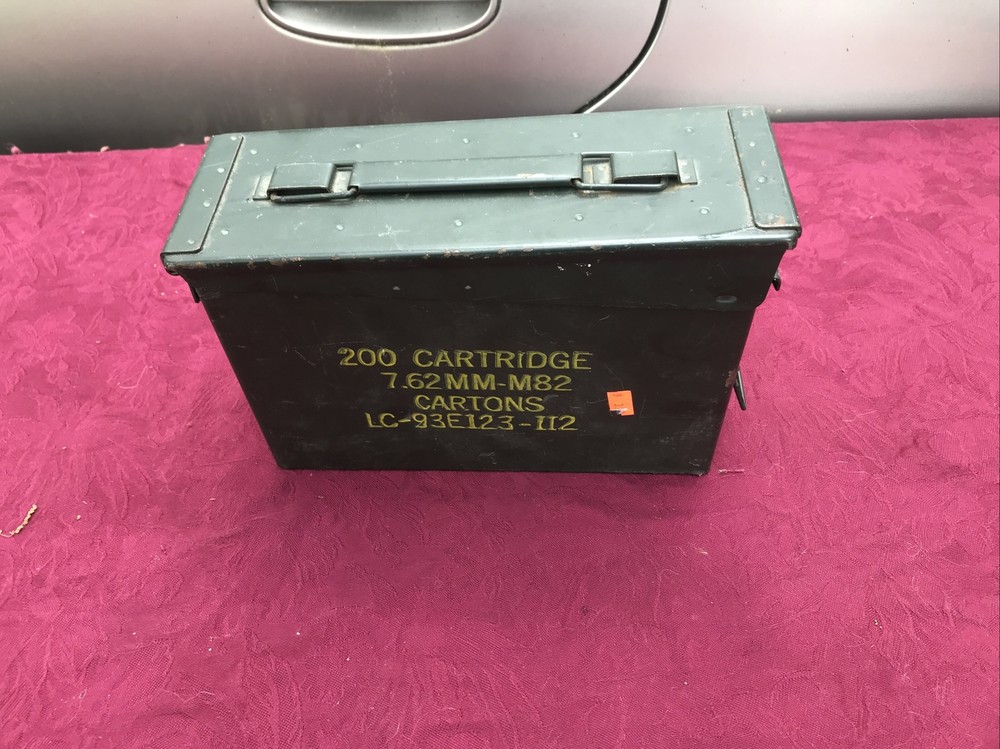 200 CARTRIDGE
7.62MM-M82
CARTONS
LC-93E123-112